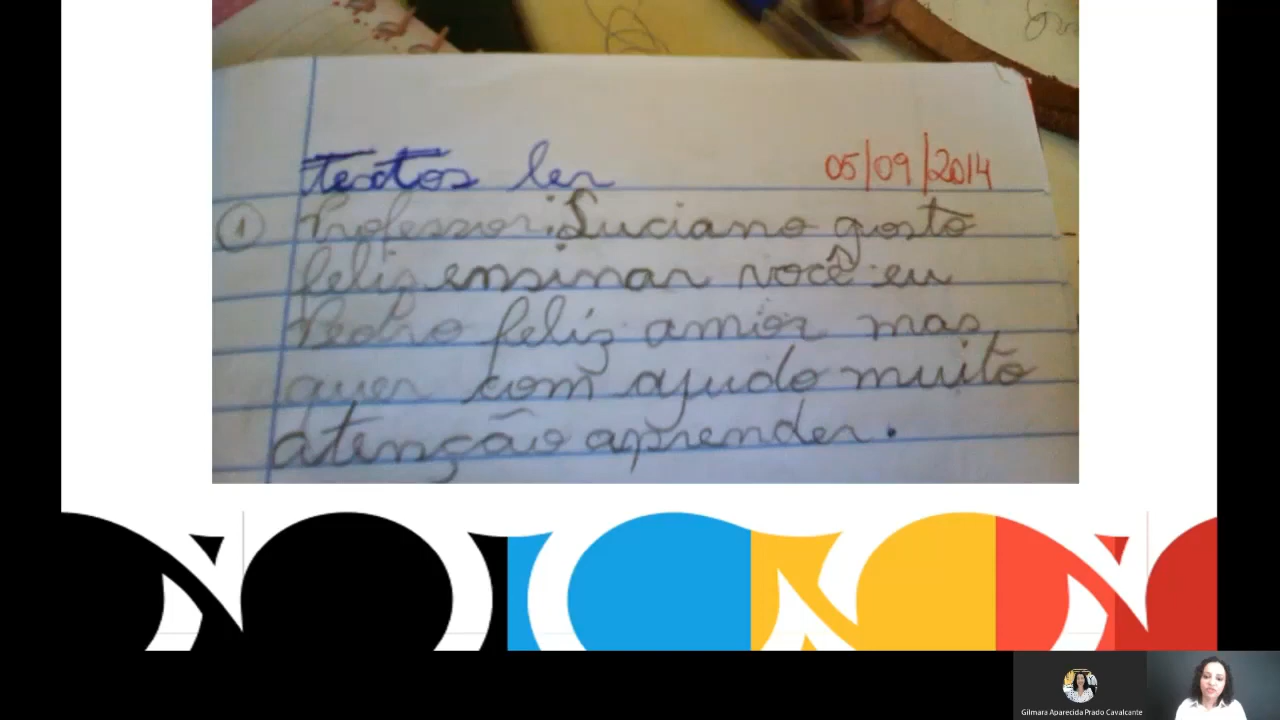 textos ler 05/09/2014
1 Professor: Luciano gosto
feliz ensinar você eu
Pedro feliz amior mas
quer com ajudo muito
atenção aprender.
Gilmara Aparecida Prado Cavalcante